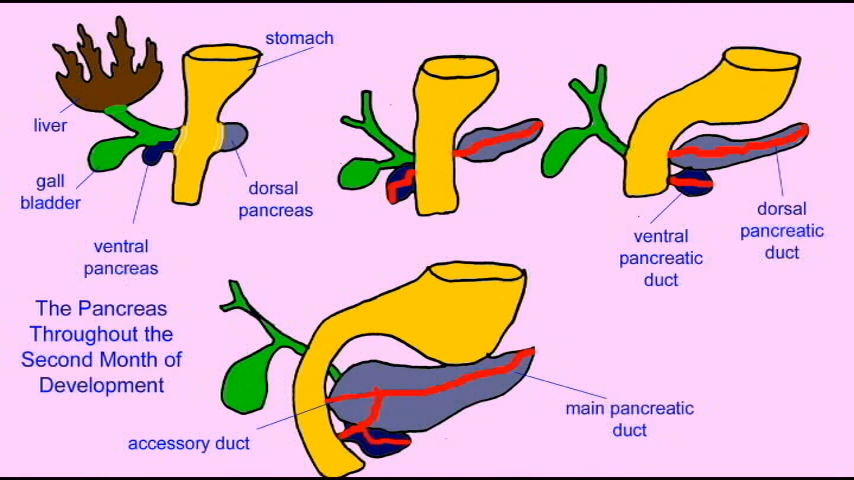 stomach
liver
gall
bladder
dorsal
pancreas
ventral
pancreas
dorsal
pancreatic
duct
ventral
pancreatic
duct
The Pancreas
Throughout the
Second Month of
Development
main pancreatic
duct
accessory duct